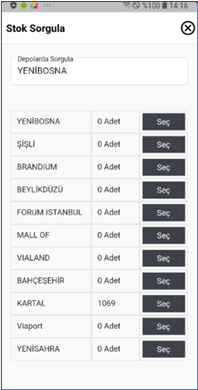 %100 14:16
Stok Sorgula
Depolarda Sorgula
YENİBOSNA
YENİBOSNA 0 Adet Seç
ŞİŞLİ 0 Adet Seç
BRANDIUM 0 Adet Seç
BEYLİKDÜZÜ 0 Adet Seç
FORUM ISTANBUL 0 Adet Seç
MALL OF 0 Adet Seç
VIALAND 0 Adet Seç
BAHÇEŞEHİR 0 Adet Seç
KARTAL 1069 Seç
Viaport 0 Adet Seç
YENİSAHRA 0 Adet Seç